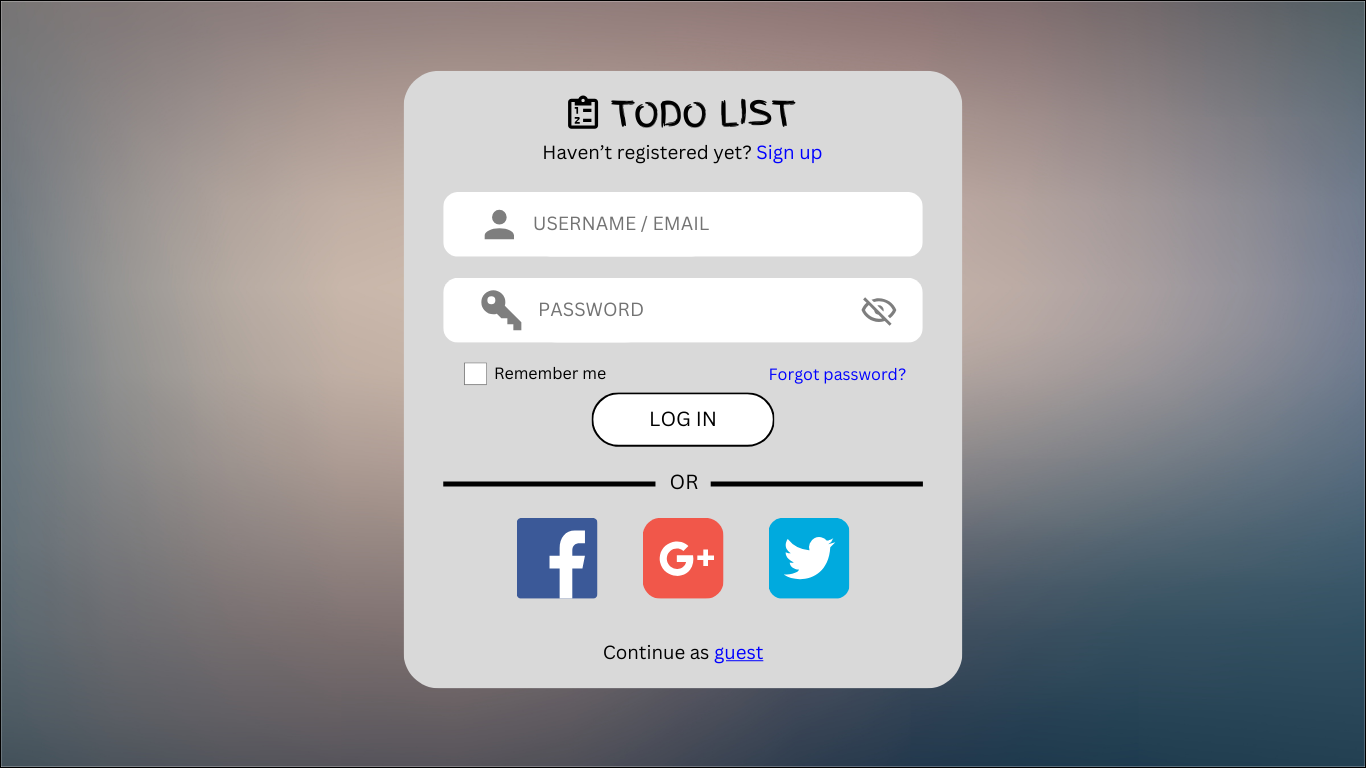 TODO LIST
Haven’t registered yet? Sign up
USERNAME / EMAIL
PASSWORD
Remember me
Forgot password?
LOG IN
OR
f G+
Continue as guest